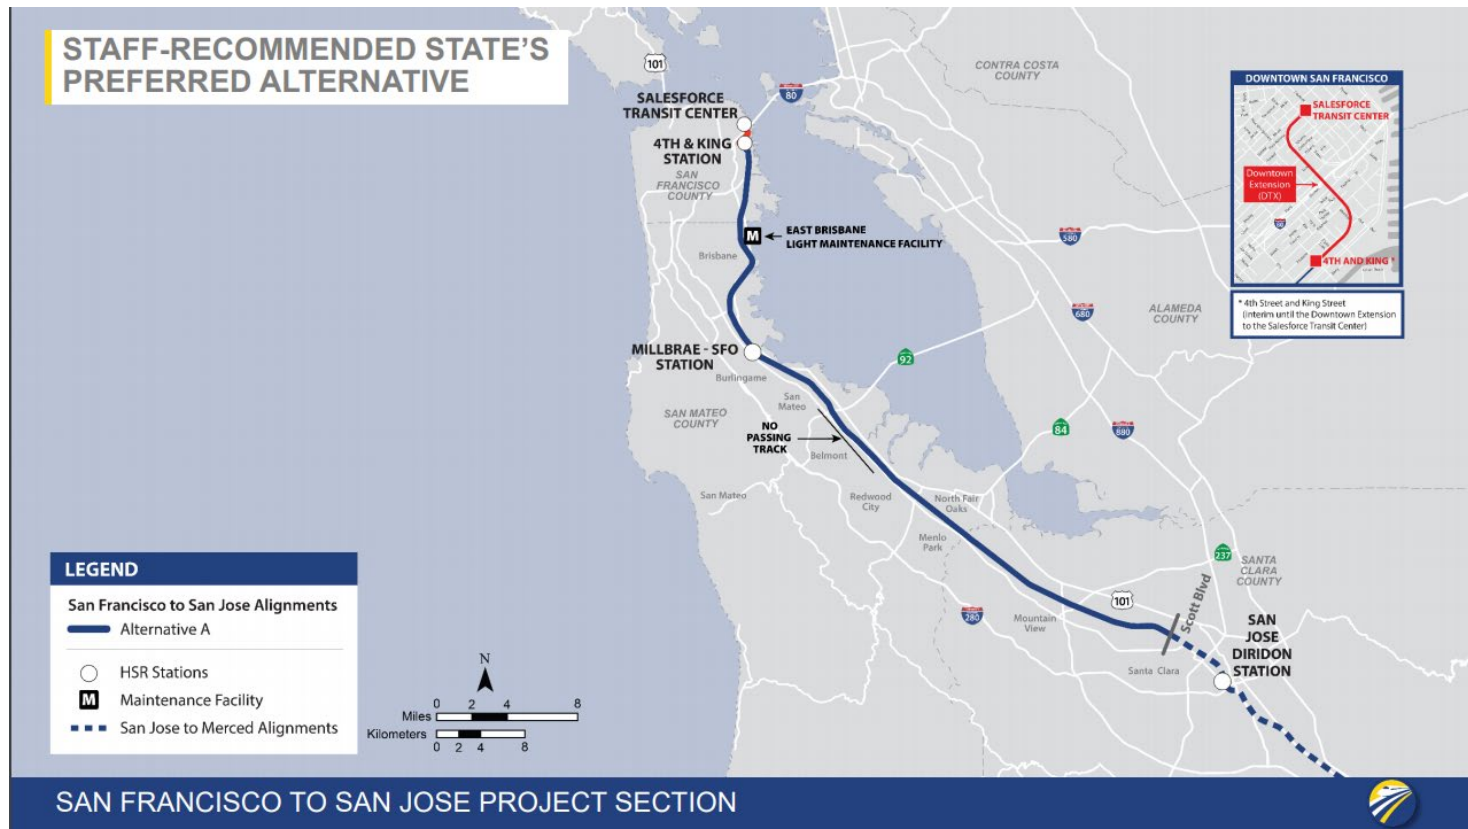 STAFF-RECOMMENDED STATE'S
PREFERRED ALTERNATIVE
101
SALESFORCE
TRANSIT CENTER
80
4TH & KING
STATION
SAN
FRANCISCO
COUNTY
CONTRA COSTA
COUNTY
M
EAST BRISBANE
LIGHT MAINTENANCE FACILITY
Brisbane
580
680
ALAMEDA
COUNTY
MILLBRAE - SFO
STATION
Burlingame
92
San
Mateo
SAN MATEO
COUNTY
NO
PASSING
TRACK
Belmont
84
880
San Mateo
Redwood
City
North Fair
Oaks
Menlo
Park
237
SANTA
CLARA
COUNTY
101
Scott Blvd
280
Mountain
View
Santa Clara
SAN
JOSE
DIRIDON
STATION
DOWNTOWN SAN FRANCISCO
SALESFORCE
TRANSIT CENTER
Downtown
Extension
(DTX)
4TH AND KING *
* 4th Street and King Street
(interim until the Downtown Extension
to the Salesforce Transit Center)
LEGEND
San Francisco to San Jose Alignments
Alternative A
HSR Stations
M
Maintenance Facility
San Jose to Merced Alignments
N
0 2 4 8
Miles
Kilometers
0 2 4 8
SAN FRANCISCO TO SAN JOSE PROJECT SECTION